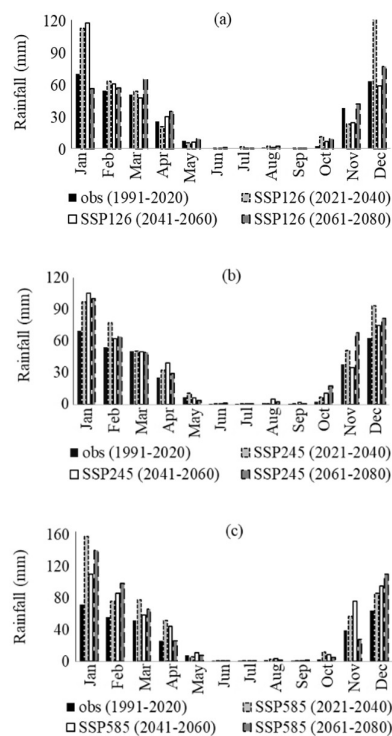 (a)
120
90
60
30
0
Rainfall (mm)
Jan Feb Mar Apr May Jun Jul Aug Sep Oct Nov Dec
obs (1991-2020) SSP126 (2021-2040)
SSP126 (2041-2060) SSP126 (2061-2080)
(b)
120
90
60
30
0
Rainfall (mm)
Jan Feb Mar Apr May Jun Jul Aug Sep Oct Nov Dec
obs (1991-2020) SSP245 (2021-2040)
SSP245 (2041-2060) SSP245 (2061-2080)
(c)
160
120
80
40
0
Rainfall (mm)
Jan Feb Mar Apr May Jun Jul Aug Sep Oct Nov Dec
obs (1991-2020) SSP585 (2021-2040)
SSP585 (2041-2060) SSP585 (2061-2080)